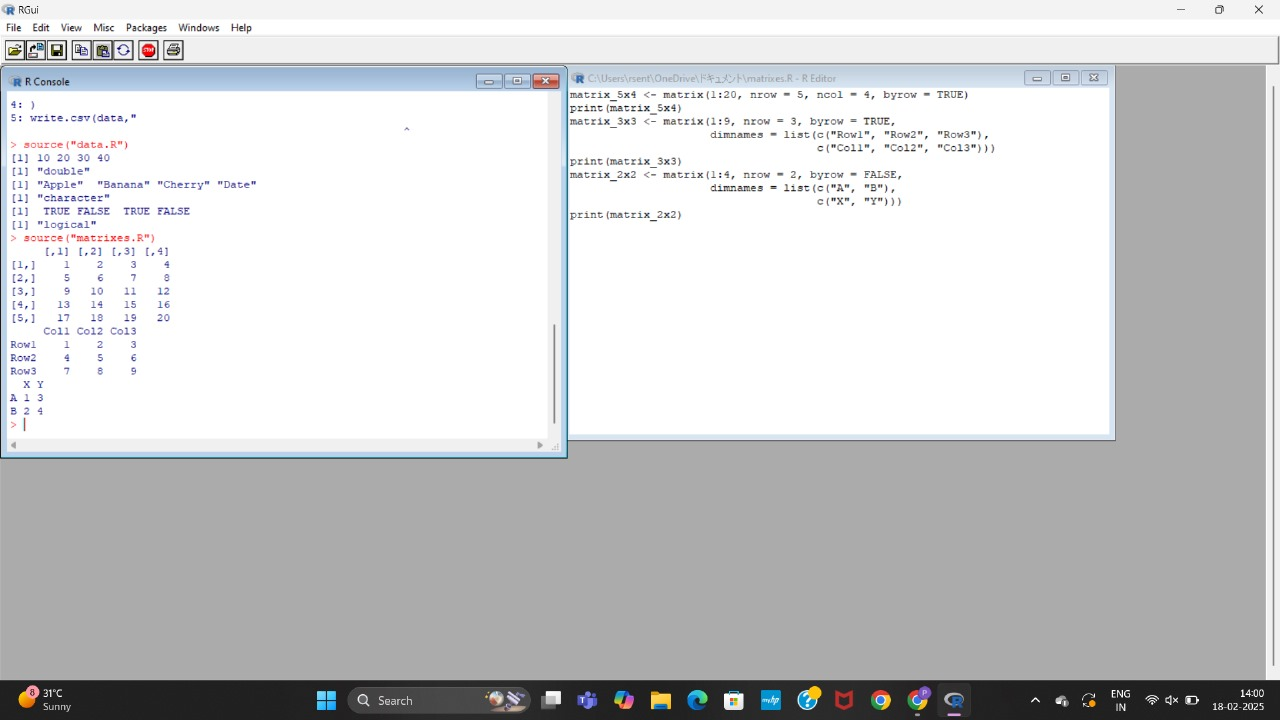 RGui
File Edit View Misc Packages Windows Help
STOP
R Console
4: )
5: write.csv(data,"
^
> source("data.R")
[1] 10 20 30 40
[1] "double"
[1] "Apple"  "Banana" "Cherry" "Date"
[1] "character"
[1]  TRUE FALSE  TRUE FALSE
[1] "logical"
> source("matrixes.R")
     [,1] [,2] [,3] [,4]
[1,]    1    2    3    4
[2,]    5    6    7    8
[3,]    9   10   11   12
[4,]   13   14   15   16
[5,]   17   18   19   20
     Col1 Col2 Col3
Row1    1    2    3
Row2    4    5    6
Row3    7    8    9
  X Y
A 1 3
B 2 4
>
C:\Users\rsent\OneDrive\ドキュメント\matrixes.R - R Editor
matrix_5x4 <- matrix(1:20, nrow = 5, ncol = 4, byrow = TRUE)
print(matrix_5x4)
matrix_3x3 <- matrix(1:9, nrow = 3, byrow = TRUE,
dimnames = list(c("Row1", "Row2", "Row3"),
c("Col1", "Col2", "Col3")))
print(matrix_3x3)
matrix_2x2 <- matrix(1:4, nrow = 2, byrow = FALSE,
dimnames = list(c("A", "B"),
c("X", "Y")))
print(matrix_2x2)
8
31°C
Sunny
Search
P
ENG
IN
14:00
18-02-2025